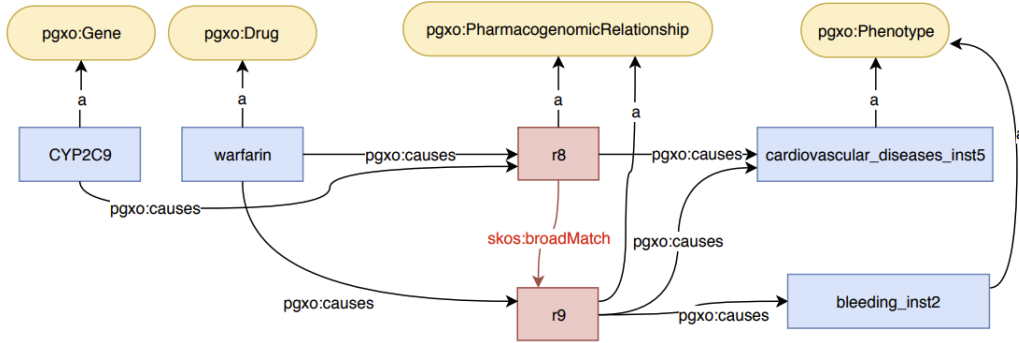 pgxo:Gene
pgxo:Drug
pgxo:PharmacogenomicRelationship
pgxo:Phenotype
a
a
a
a
a
a
CYP2C9
warfarin
pgxo:causes
r8
pgxo:causes
cardiovascular_diseases_inst5
pgxo:causes
skos:broadMatch
pgxo:causes
pgxo:causes
r9
pgxo:causes
bleeding_inst2